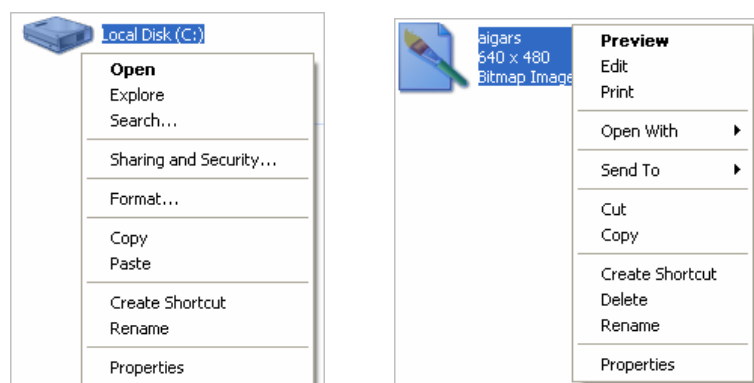 Local Disk (C:)
Open
Explore
Search...
Sharing and Security...
Format...
Copy
Paste
Create Shortcut
Rename
Properties
aigars
640 x 480
Bitmap Image
Preview
Edit
Print
Open With
Send To
Cut
Copy
Create Shortcut
Delete
Rename
Properties